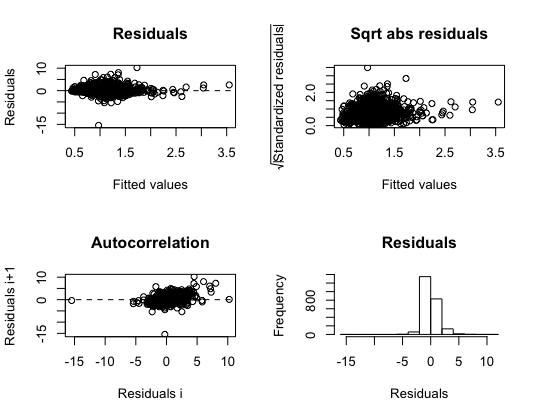 Residuals
Residuals
-15 0 10
0.5 1.5 2.5 3.5
Fitted values
Sqrt abs residuals
√|Standardized residuals|
0.0 2.0
0.5 1.5 2.5 3.5
Fitted values
Autocorrelation
Residuals i+1
-15 0 10
-15 -10 -5 0 5 10
Residuals i
Residuals
Frequency
0 800
-15 -5 0 5 10
Residuals